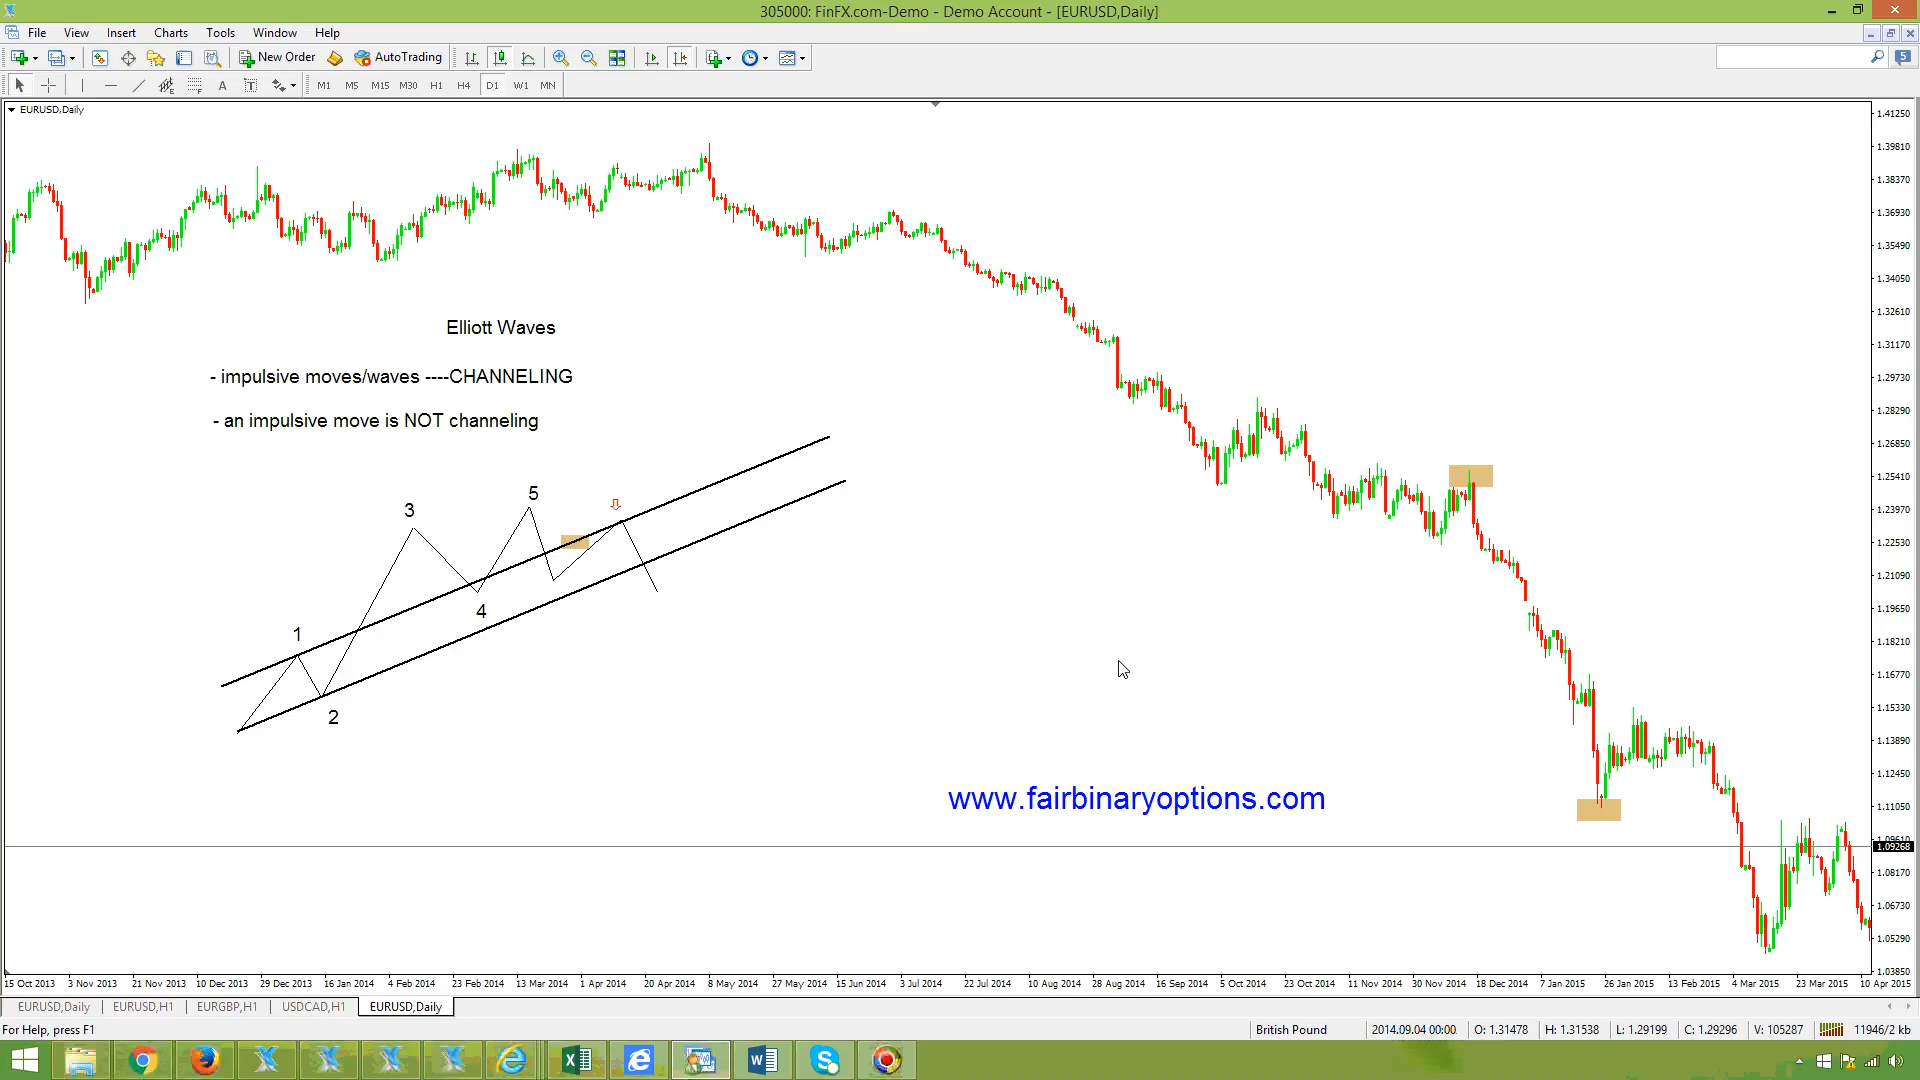 305000: FinFX.com-Demo - Demo Account - [EURUSD,Daily]
File View Insert Charts Tools Window Help
New Order AutoTrading
5
A T M1 M5 M15 M30 H1 H4 D1 W1 MN
EURUSD,Daily
1.41250
1.39810
1.38370
1.36930
1.35490
1.34050
1.32610
1.31170
1.29730
1.28290
1.26850
1.25410
1.23970
1.22530
1.21090
1.19650
1.18210
1.16770
1.15330
1.13890
1.12450
1.11050
1.09610
1.09268
1.08170
1.06730
1.05290
1.03850
Elliott Waves
- impulsive moves/waves ----CHANNELING
- an impulsive move is NOT channeling
5
3
4
1
2
www.fairbinaryoptions.com
15 Oct 2013 3 Nov 2013 21 Nov 2013 10 Dec 2013 29 Dec 2013 16 Jan 2014 4 Feb 2014 23 Feb 2014 13 Mar 2014 1 Apr 2014 20 Apr 2014 8 May 2014 27 May 2014 15 Jun 2014 3 Jul 2014 22 Jul 2014 10 Aug 2014 28 Aug 2014 16 Sep 2014 5 Oct 2014 23 Oct 2014 11 Nov 2014 30 Nov 2014 18 Dec 2014 7 Jan 2015 26 Jan 2015 13 Feb 2015 4 Mar 2015 23 Mar 2015 10 Apr 2015
EURUSD,Daily EURUSD,H1 EURGBP,H1 USDCAD,H1 EURUSD,Daily
For Help, press F1 British Pound 2014.09.04 00:00 O: 1.31478 H: 1.31538 L: 1.29199 C: 1.29296 V: 105287 11946/2 kb